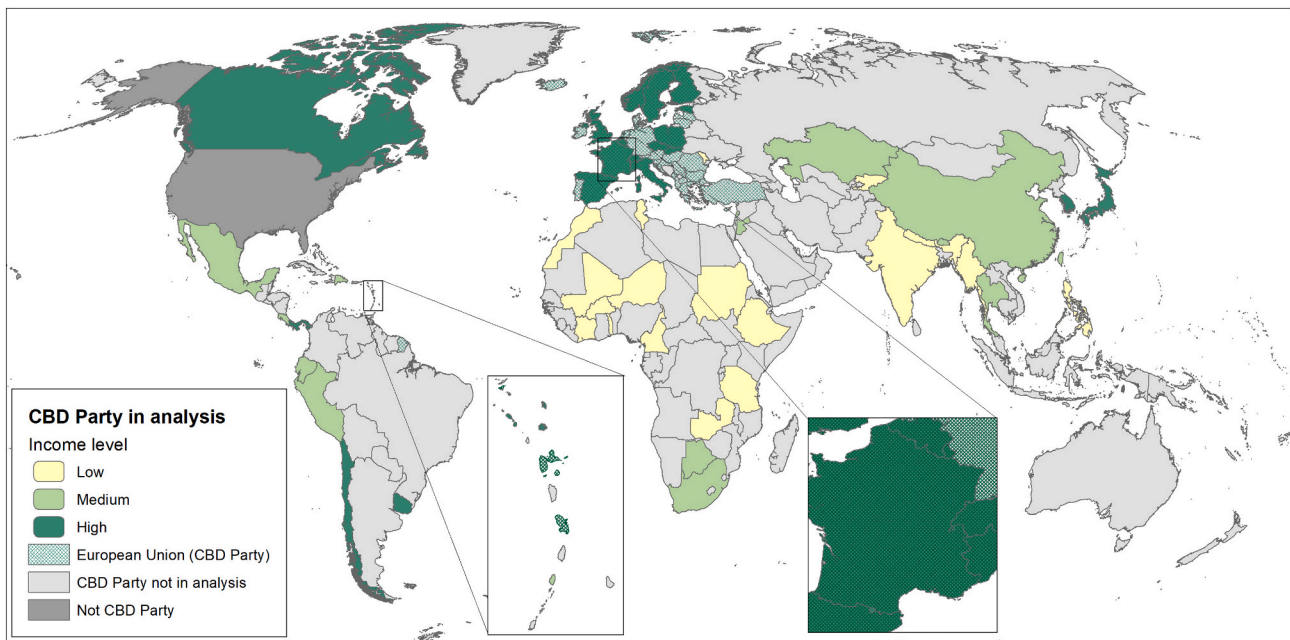 CBD Party in analysis
Income level
Low
Medium
High
European Union (CBD Party)
CBD Party not in analysis
Not CBD Party